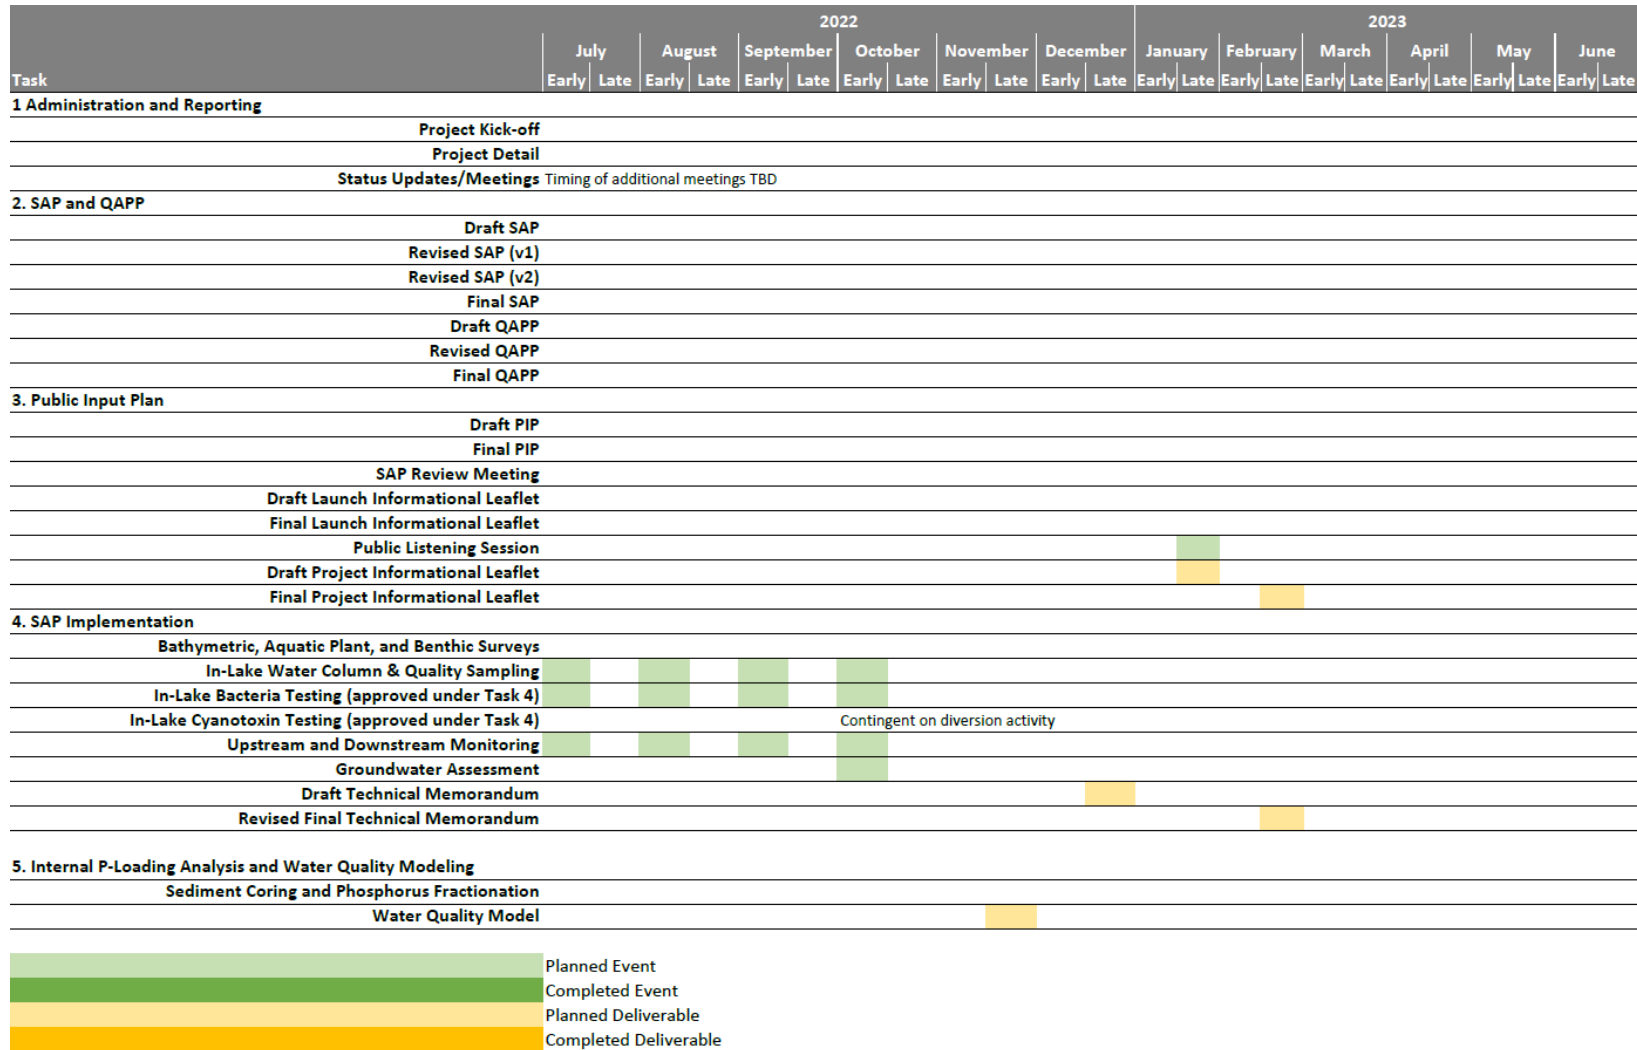 2022 2023
July August September October November December January February March April May June
Task Early Late Early Late Early Late Early Late Early Late Early Late Early Late Early Late Early Late Early Late Early Late Early Late
1 Administration and Reporting
Project Kick-off
Project Detail
Status Updates/Meetings Timing of additional meetings TBD
2. SAP and QAPP
Draft SAP
Revised SAP (v1)
Revised SAP (v2)
Final SAP
Draft QAPP
Revised QAPP
Final QAPP
3. Public Input Plan
Draft PIP
Final PIP
SAP Review Meeting
Draft Launch Informational Leaflet
Final Launch Informational Leaflet
Public Listening Session
Draft Project Informational Leaflet
Final Project Informational Leaflet
4. SAP Implementation
Bathymetric, Aquatic Plant, and Benthic Surveys
In-Lake Water Column & Quality Sampling
In-Lake Bacteria Testing (approved under Task 4)
In-Lake Cyanotoxin Testing (approved under Task 4) Contingent on diversion activity
Upstream and Downstream Monitoring
Groundwater Assessment
Draft Technical Memorandum
Revised Final Technical Memorandum
5. Internal P-Loading Analysis and Water Quality Modeling
Sediment Coring and Phosphorus Fractionation
Water Quality Model
Planned Event
Completed Event
Planned Deliverable
Completed Deliverable